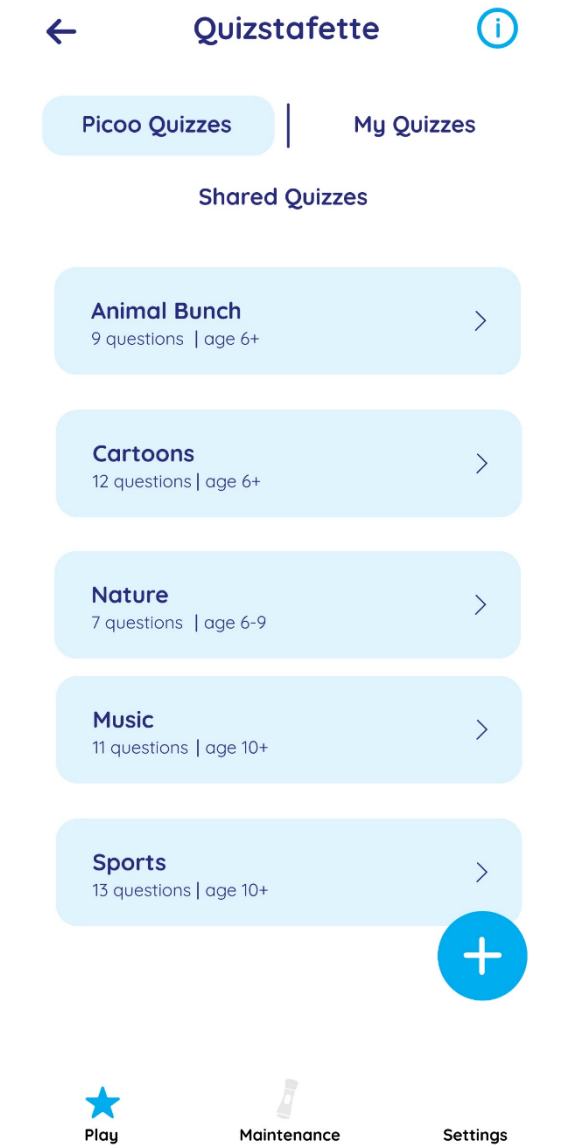 Quizstafette
Picoo Quizzes | My Quizzes
Shared Quizzes
Animal Bunch
9 questions | age 6+
Cartoons
12 questions | age 6+
Nature
7 questions | age 6-9
Music
11 questions | age 10+
Sports
13 questions | age 10+
Play Maintenance Settings